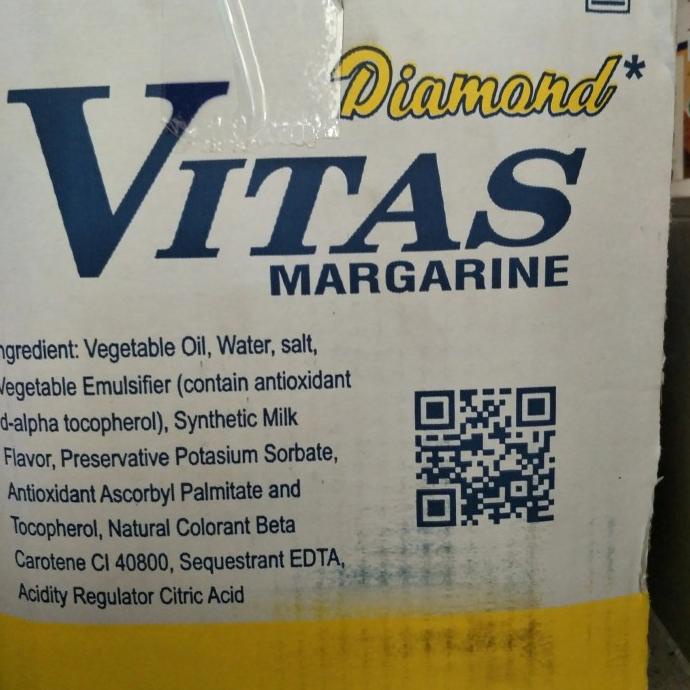 Diamond*
VITAS
MARGARINE
ngredient: Vegetable Oil, Water, salt,
Vegetable Emulsifier (contain antioxidant
d-alpha tocopherol), Synthetic Milk
Flavor, Preservative Potasium Sorbate,
Antioxidant Ascorbyl Palmitate and
Tocopherol, Natural Colorant Beta
Carotene CI 40800, Sequestrant EDTA,
Acidity Regulator Citric Acid